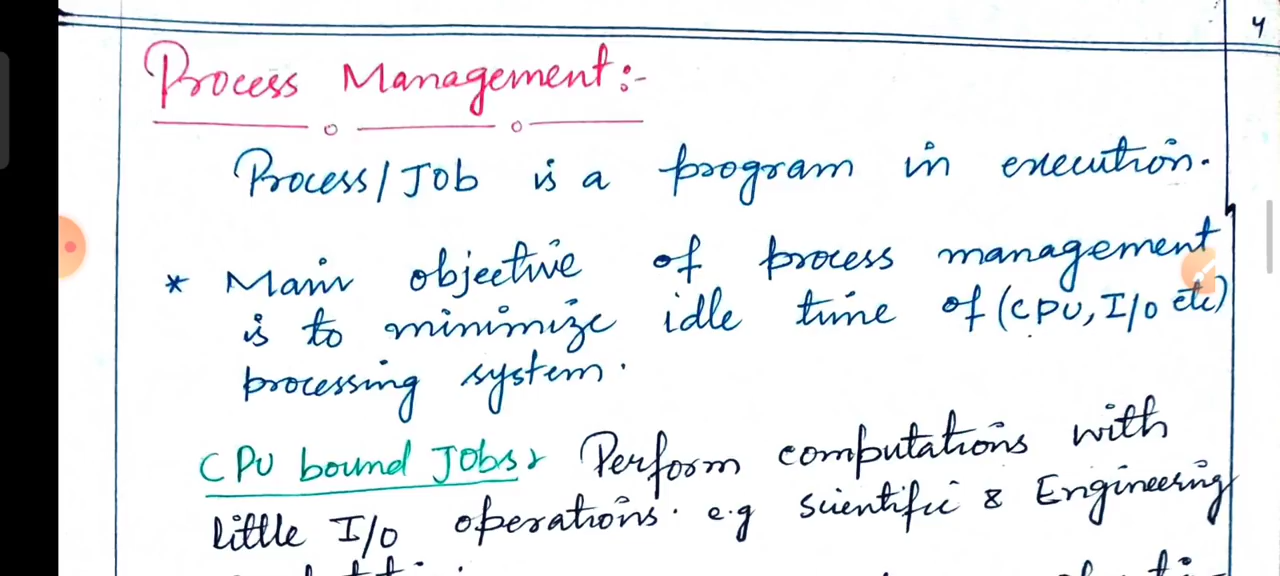 4
Process Management:-
Process/Job is a program in execution.
* Main objective of process management
is to minimize idle time of (CPU, I/O etc)
processing system.
CPU bound Jobs Perform computations with
little I/O operations. e.g scientific & Engineering